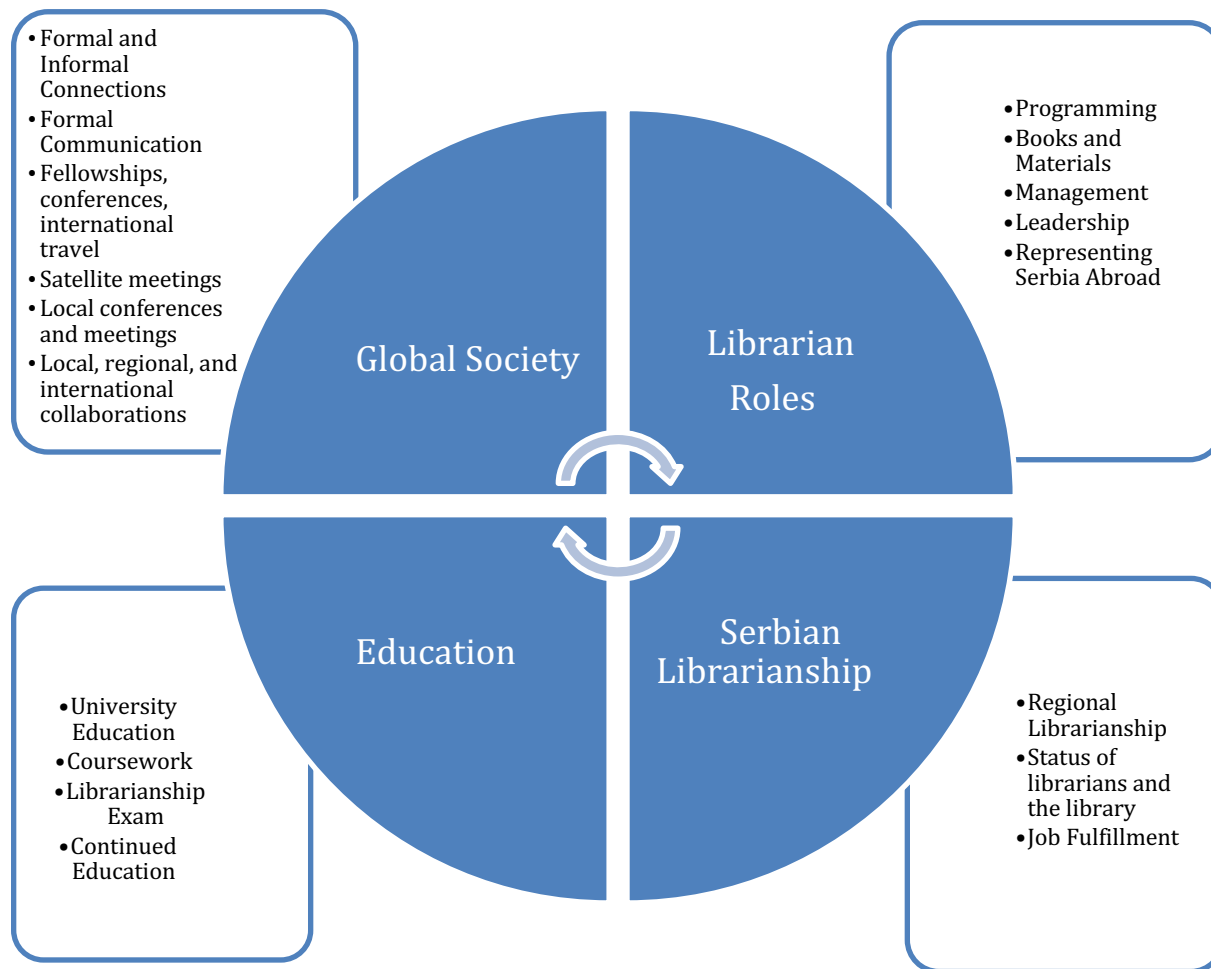 •Formal and
Informal
Connections
•Formal
Communication
•Fellowships,
conferences,
international
travel
•Satellite meetings
•Local conferences
and meetings
•Local, regional, and
international
collaborations
•Programming
•Books and
Materials
•Management
•Leadership
•Representing
Serbia Abroad
Global Society
Librarian
Roles
Education
Serbian
Librarianship
•University
Education
•Coursework
•Librarianship
Exam
•Continued
Education
•Regional
Librarianship
•Status of
librarians and
the library
•Job Fulfillment